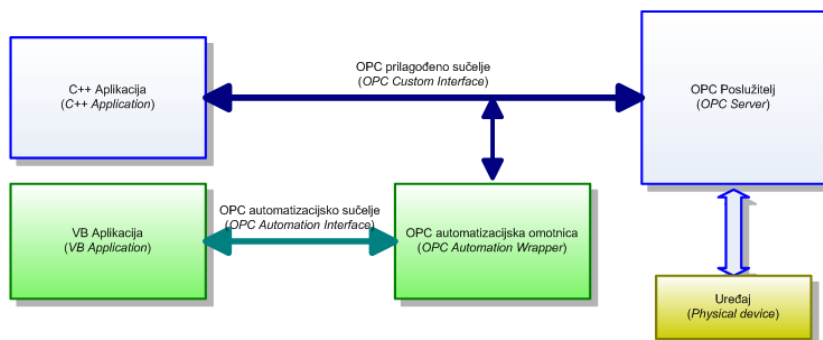 C++ Aplikacija
(C++ Application)
OPC prilagođeno sučelje
(OPC Custom Interface)
OPC Poslužitelj
(OPC Server)
VB Aplikacija
(VB Application)
OPC automatizacijsko sučelje
(OPC Automation Interface)
OPC automatizacijska omotnica
(OPC Automation Wrapper)
Uređaj
(Physical device)